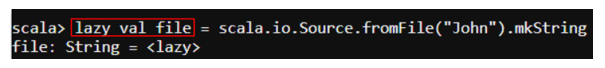 scala> lazy val file = scala.io.Source.fromFile("John").mkString
file: String = <lazy>